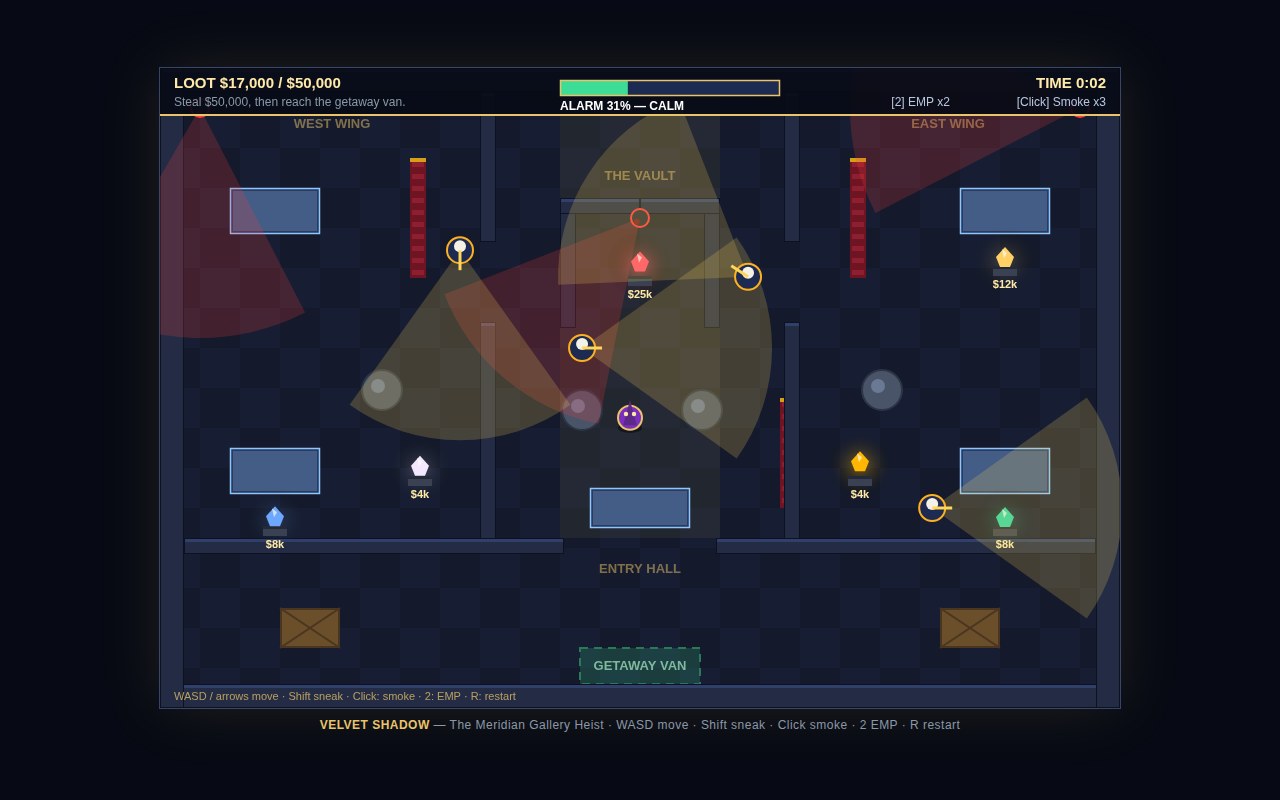 LOOT $17,000 / $50,000
Steal $50,000, then reach the getaway van.
ALARM 31% — CALM
[2] EMP x2
TIME 0:02
[Click] Smoke x3
WEST WING
EAST WING
THE VAULT
$25k
$12k
$4k
$4k
$8k
$8k
ENTRY HALL
GETAWAY VAN
WASD / arrows move · Shift sneak · Click: smoke · 2: EMP · R: restart
VELVET SHADOW — The Meridian Gallery Heist · WASD move · Shift sneak · Click smoke · 2 EMP · R restart